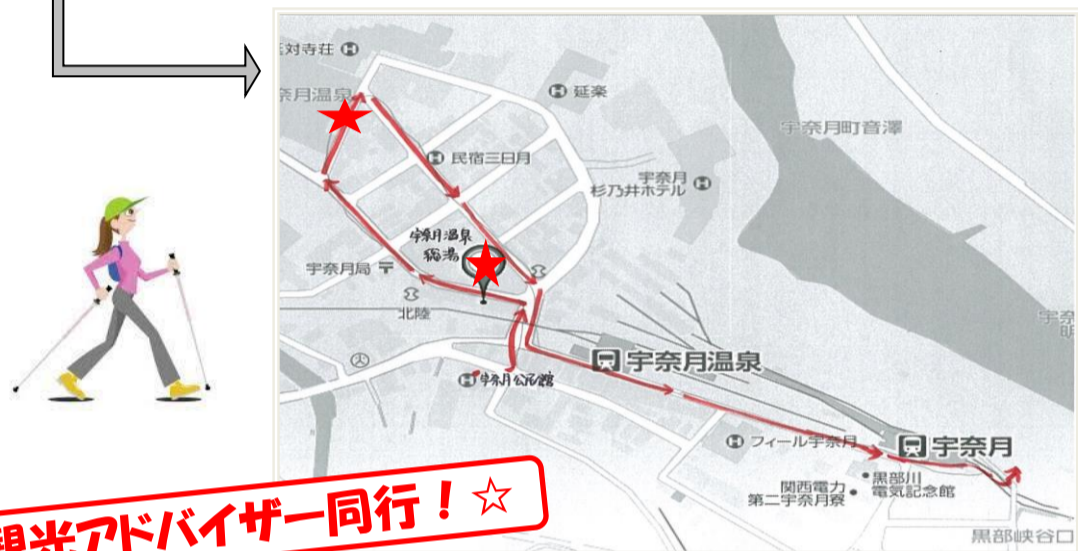 対寺荘
奈月温泉
延楽
宇奈月町音澤
民宿三日月
宇奈月
杉乃井ホテル
宇奈月温泉
総湯
宇奈月局
北陸
宇奈月温泉
宇奈月公民館
フィール宇奈月
宇奈月
関西電力
第二宇奈月寮
黒部川
電気記念館
黒部峡谷口
観光アドバイザー同行！☆